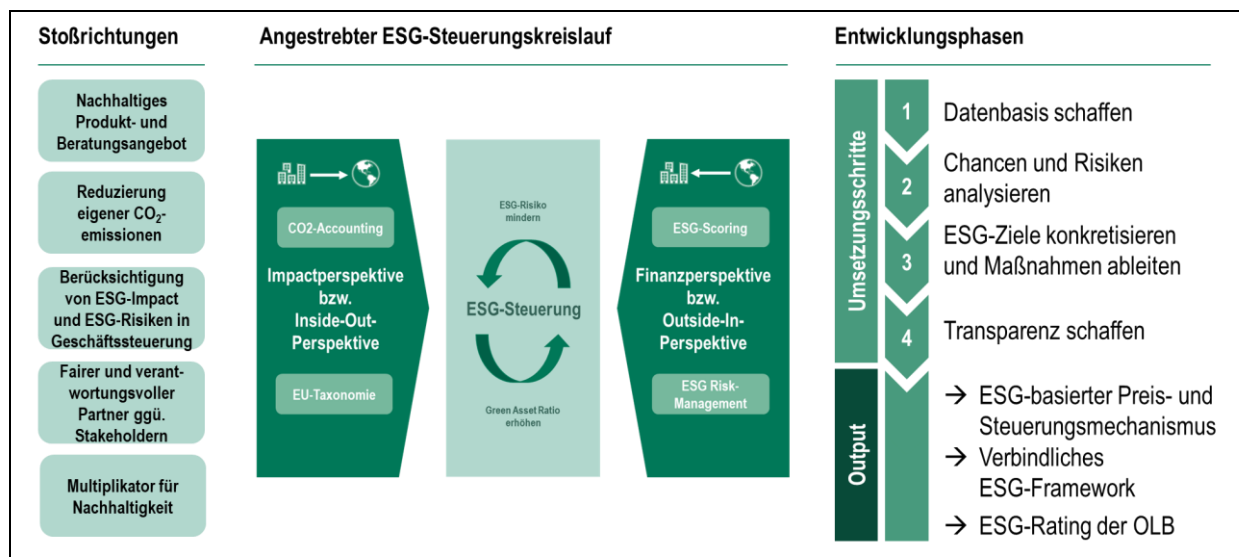 Stoßrichtungen
Nachhaltiges
Produkt- und
Beratungsangebot
Reduzierung
eigener CO₂-
emissionen
Berücksichtigung
von ESG-Impact
und ESG-Risiken in
Geschäftssteuerung
Fairer und verant-
wortungsvoller
Partner ggü.
Stakeholdern
Multiplikator für
Nachhaltigkeit
Angestrebter ESG-Steuerungskreislauf
CO2-Accounting
Impactperspektive
bzw.
Inside-Out-
Perspektive
EU-Taxonomie
ESG-Risiko
mindern
ESG-Steuerung
Green Asset Ratio
erhöhen
ESG-Scoring
Finanzperspektive
bzw.
Outside-In-
Perspektive
ESG Risk-
Management
Entwicklungsphasen
Umsetzungsschritte
1 Datenbasis schaffen
2 Chancen und Risiken
analysieren
3 ESG-Ziele konkretisieren
und Maßnahmen ableiten
4 Transparenz schaffen
Output
→ ESG-basierter Preis- und
Steuerungsmechanismus
→ Verbindliches
ESG-Framework
→ ESG-Rating der OLB